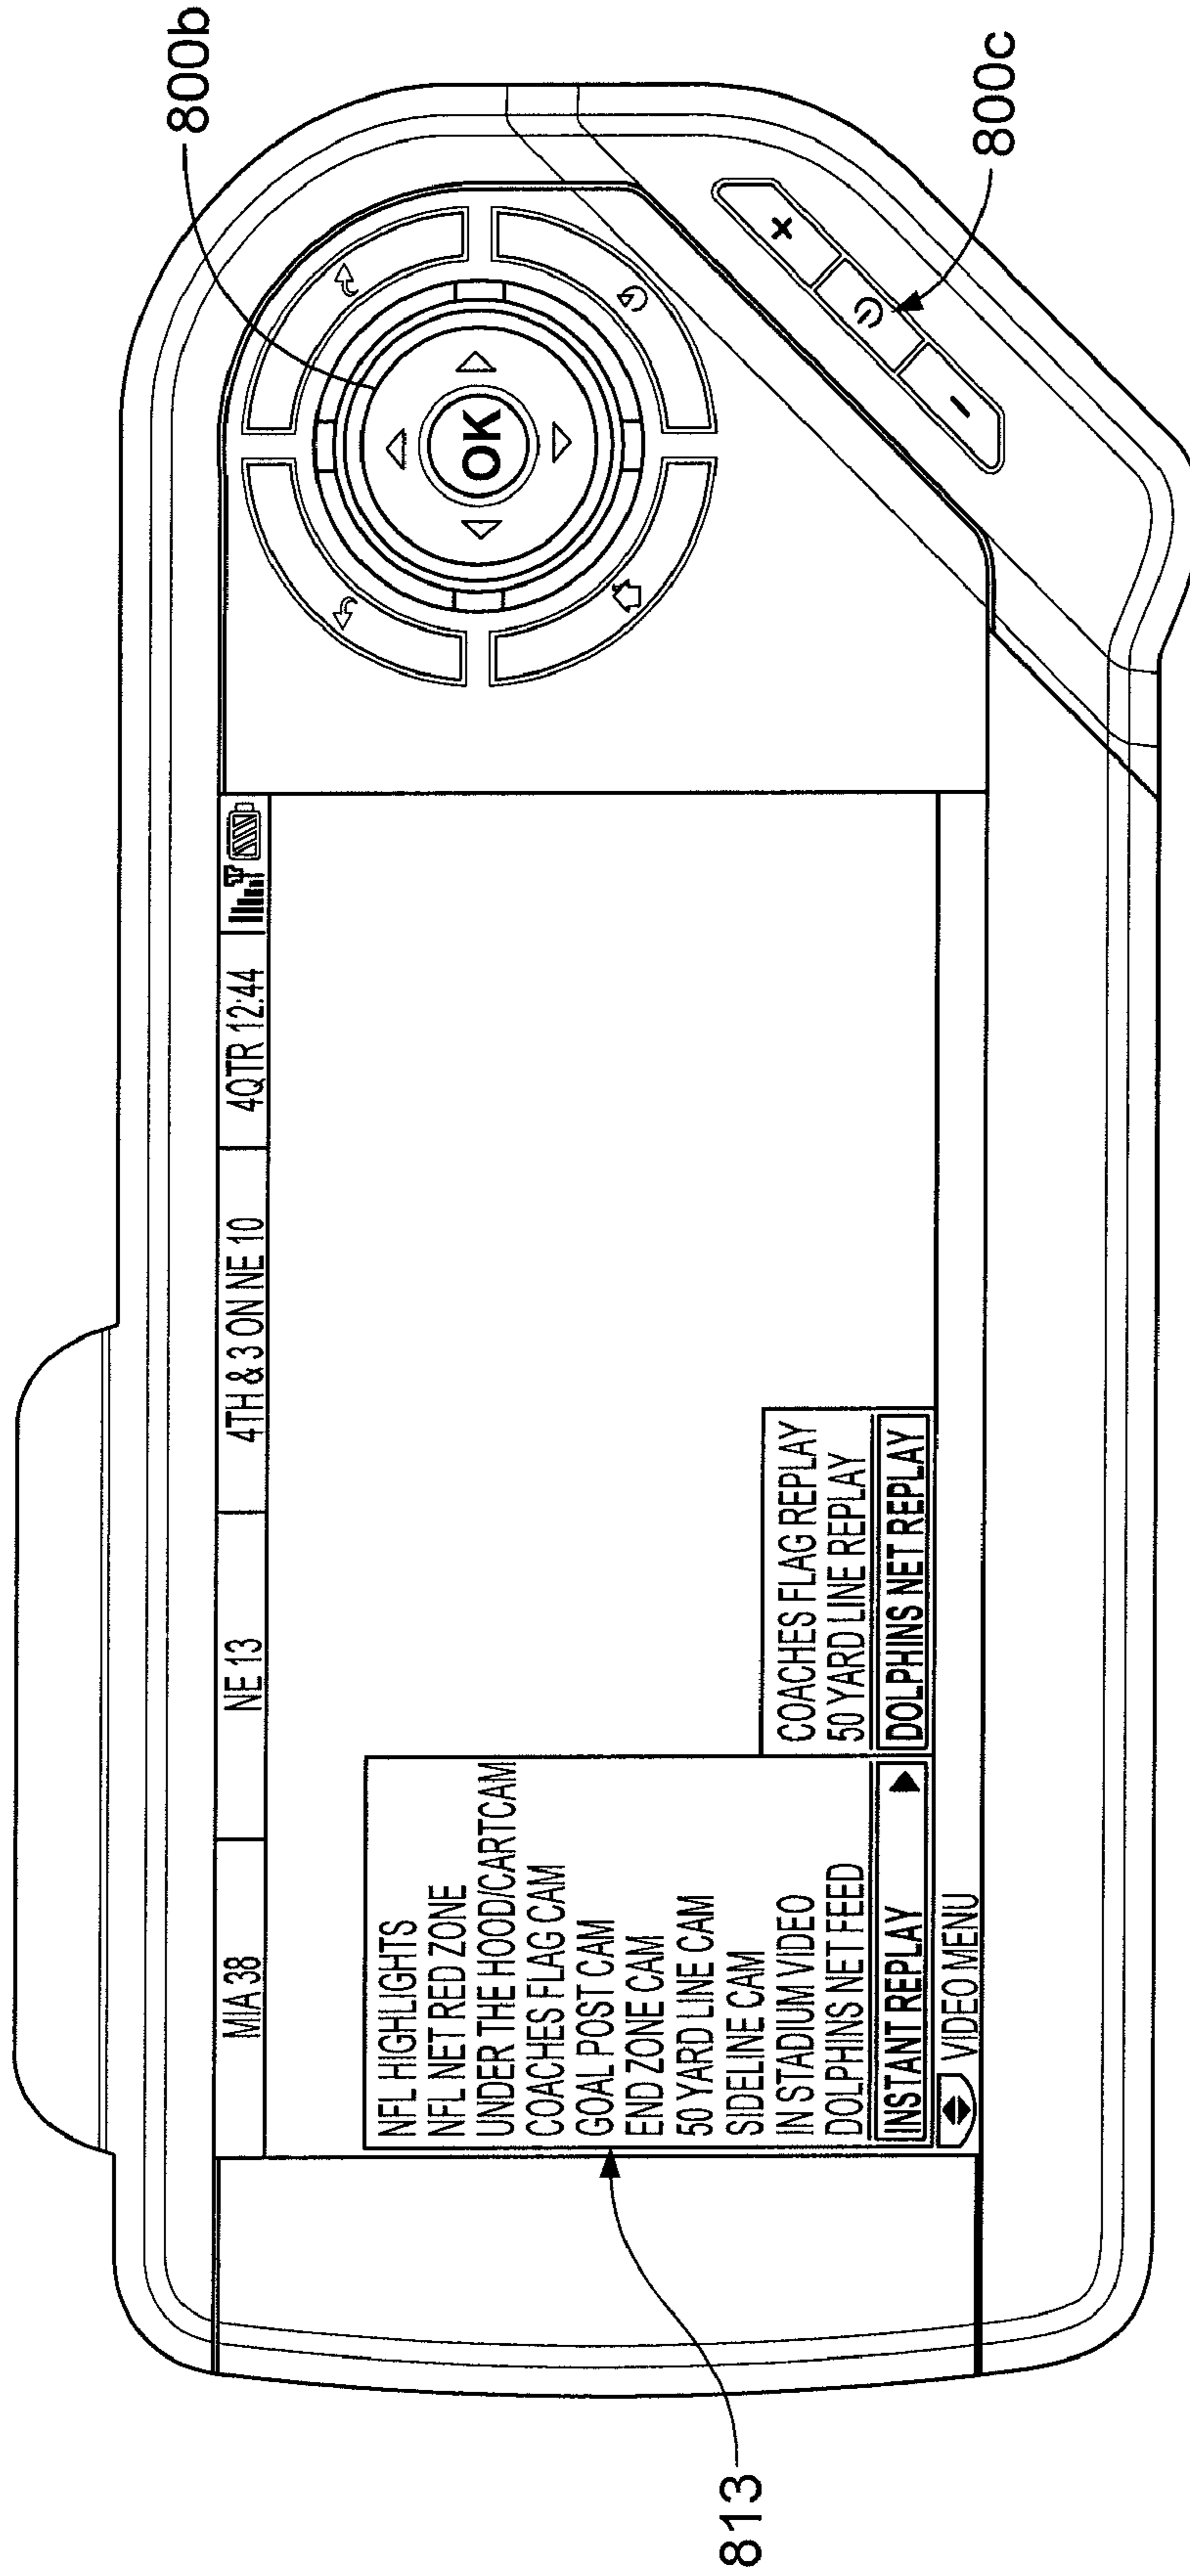 800b
MIA 38
NE 13
4TH & 3 ON NE 10
4QTR 12:44
OK
+
-
800c
813
NFL HIGHLIGHTS
NFL NET RED ZONE
UNDER THE HOOD/CARTCAM
COACHES FLAG CAM
GOAL POST CAM
END ZONE CAM
50 YARD LINE CAM
SIDELINE CAM
IN STADIUM VIDEO
DOLPHINS NET FEED
INSTANT REPLAY
COACHES FLAG REPLAY
50 YARD LINE REPLAY
DOLPHINS NET REPLAY
VIDEO MENU